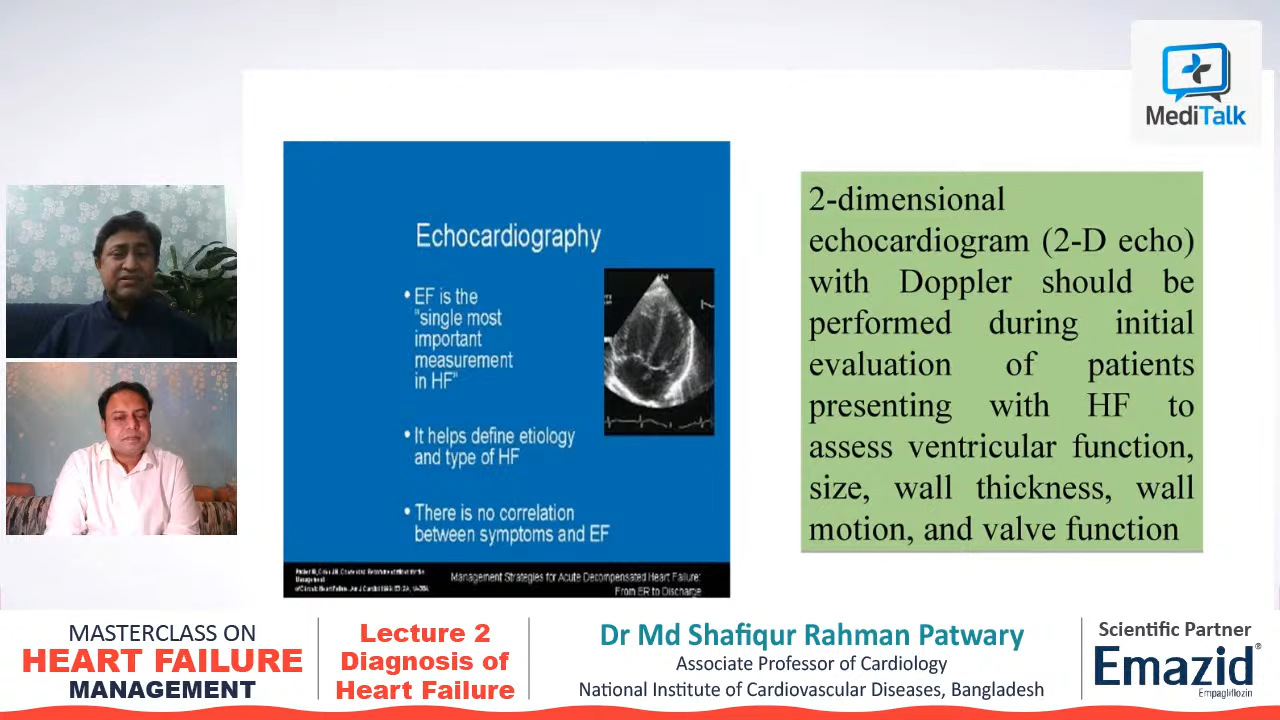 MediTalk
Echocardiography
• EF is the
"single most
important
measurement
in HF"
• It helps define etiology
and type of HF
• There is no correlation
between symptoms and EF
Management Strategies for Acute Decompensated Heart Failure:
From ER to Discharge
2-dimensional
echocardiogram (2-D echo)
with Doppler should be
performed during initial
evaluation of patients
presenting with HF to
assess ventricular function,
size, wall thickness, wall
motion, and valve function
MASTERCLASS ON
HEART FAILURE
MANAGEMENT
Lecture 2
Diagnosis of
Heart Failure
Dr Md Shafiqur Rahman Patwary
Associate Professor of Cardiology
National Institute of Cardiovascular Diseases, Bangladesh
Scientific Partner
Emazid®
Empagliflozin